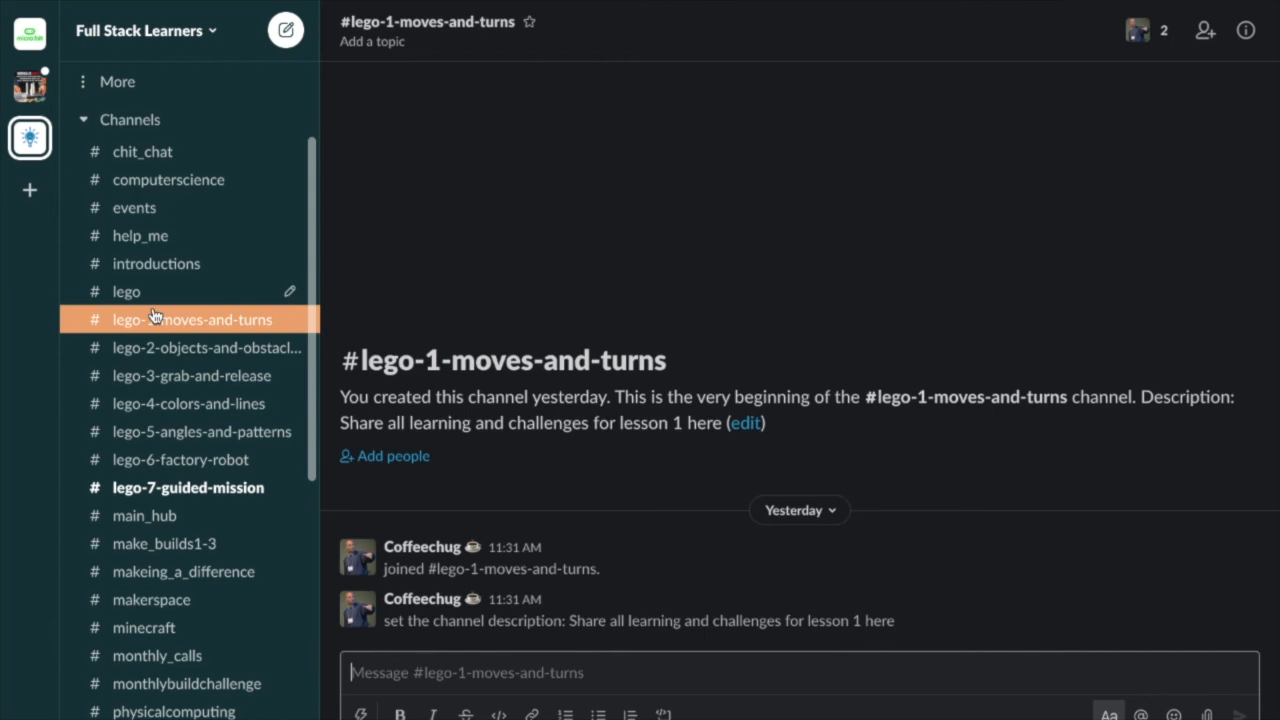 micro:bit
Full Stack Learners
More
Channels
# chit_chat
# computerscience
# events
# help_me
# introductions
# lego
# lego-1-moves-and-turns
# lego-2-objects-and-obstacl...
# lego-3-grab-and-release
# lego-4-colors-and-lines
# lego-5-angles-and-patterns
# lego-6-factory-robot
# lego-7-guided-mission
# main_hub
# make_builds1-3
# makeing_a_difference
# makerspace
# minecraft
# monthly_calls
# monthlybuildchallenge
# physicalcomputing
#lego-1-moves-and-turns
Add a topic
2
#lego-1-moves-and-turns
You created this channel yesterday. This is the very beginning of the #lego-1-moves-and-turns channel. Description:
Share all learning and challenges for lesson 1 here (edit)
Add people
Yesterday
Coffeechug 11:31 AM
joined #lego-1-moves-and-turns.
Coffeechug 11:31 AM
set the channel description: Share all learning and challenges for lesson 1 here
Message #lego-1-moves-and-turns
B I S Aa @